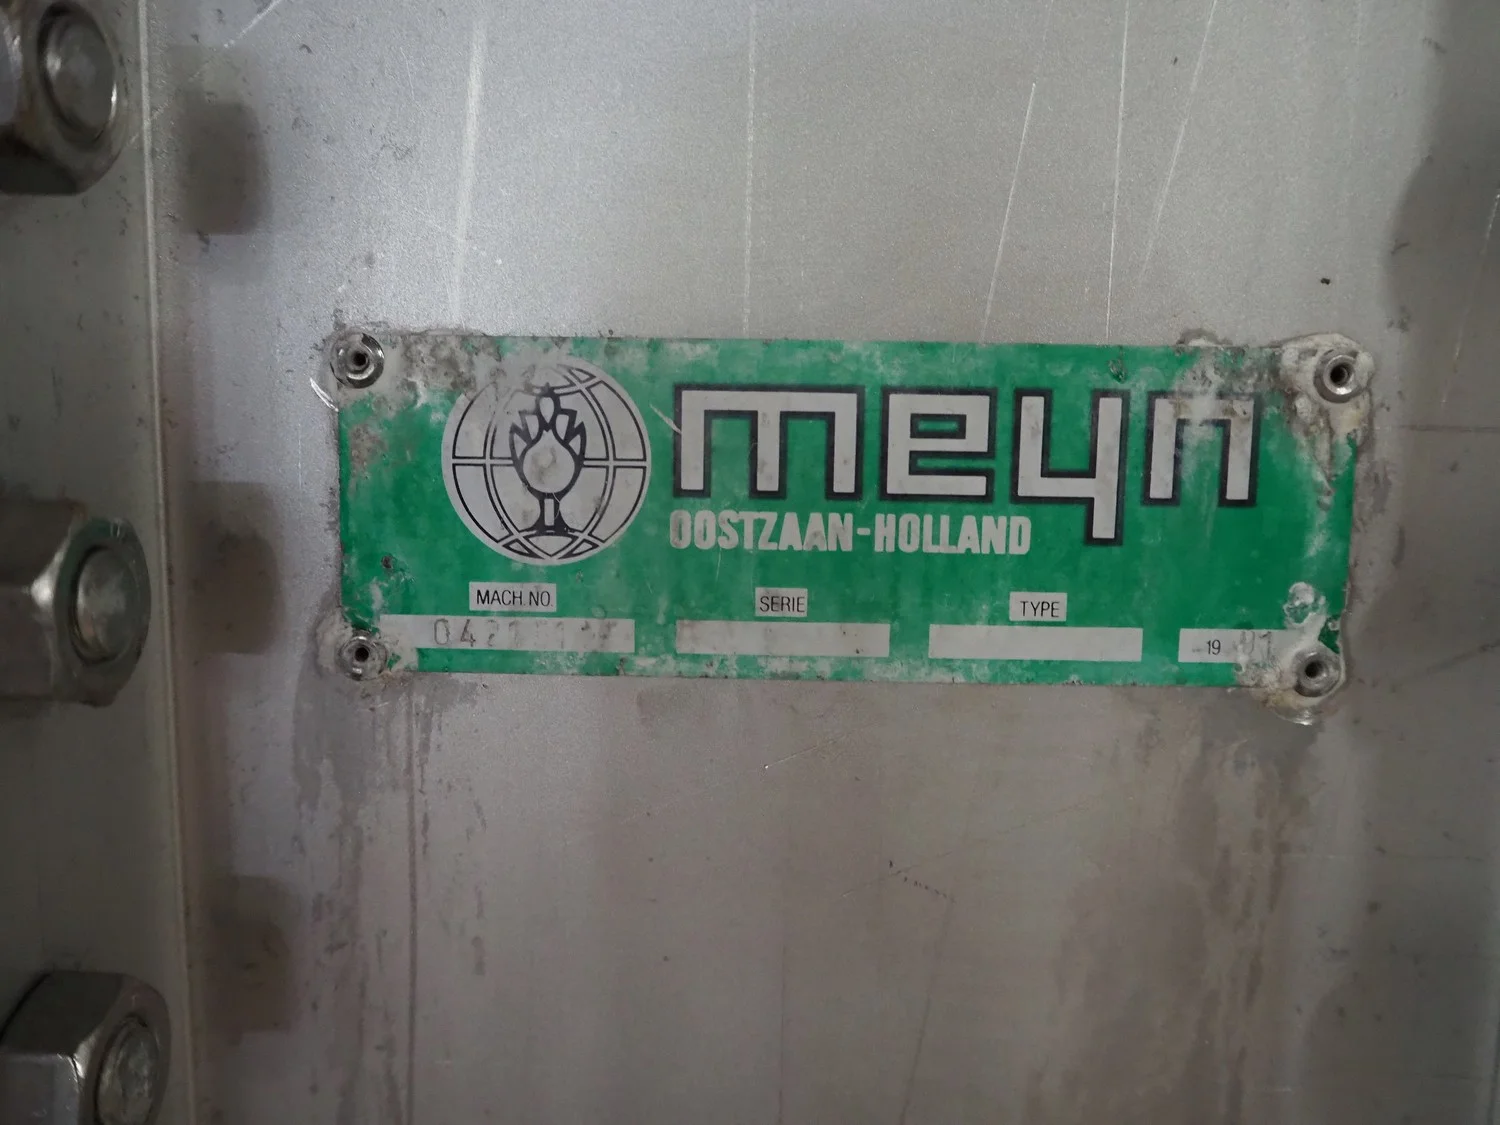 meyn
OOSTZAAN-HOLLAND
MACH. NO. SERIE TYPE
19